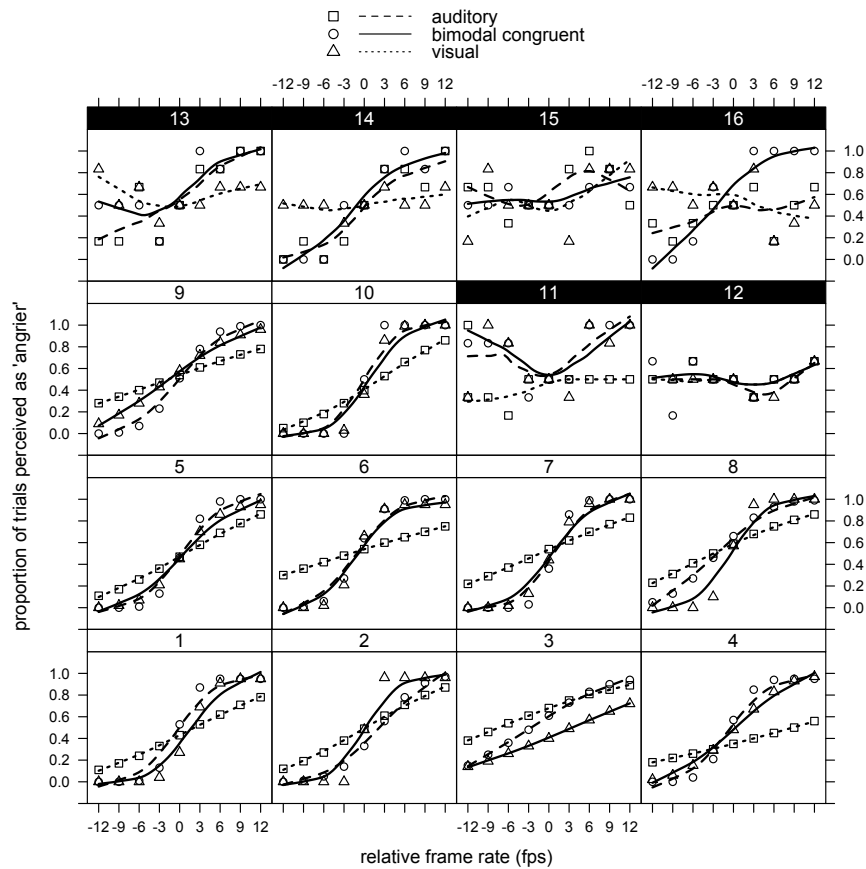 auditory
bimodal congruent
visual
-12 -9 -6 -3 0 3 6 9 12 -12 -9 -6 -3 0 3 6 9 12
13 14 15 16
1.0
0.8
0.6
0.4
0.2
0.0
9 10 11 12
1.0
0.8
0.6
0.4
0.2
0.0
5 6 7 8
1.0
0.8
0.6
0.4
0.2
0.0
1 2 3 4
1.0
0.8
0.6
0.4
0.2
0.0
-12 -9 -6 -3 0 3 6 9 12 -12 -9 -6 -3 0 3 6 9 12
proportion of trials perceived as 'angrier'
relative frame rate (fps)